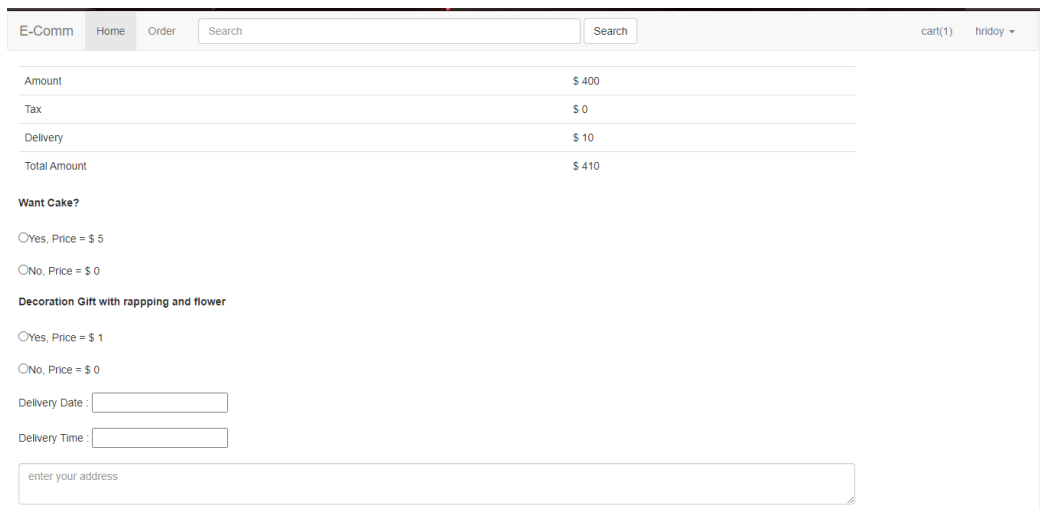 E-Comm Home Order Search Search cart(1) hridoy
Amount $ 400
Tax $ 0
Delivery $ 10
Total Amount $ 410
Want Cake?
Yes, Price = $ 5
No, Price = $ 0
Decoration Gift with rappping and flower
Yes, Price = $ 1
No, Price = $ 0
Delivery Date :
Delivery Time :
enter your address